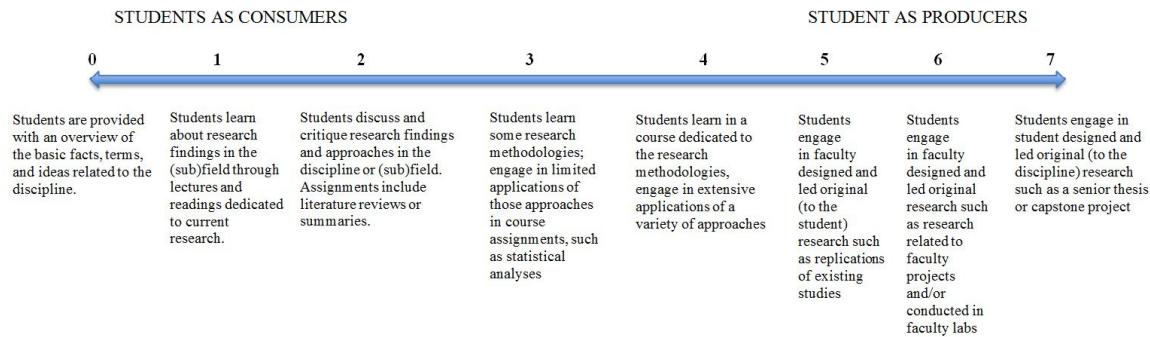 STUDENTS AS CONSUMERS
STUDENT AS PRODUCERS
0
1
2
3
4
5
6
7
Students are provided
with an overview of
the basic facts, terms,
and ideas related to the
discipline.
Students learn
about research
findings in the
(sub)field through
lectures and
readings dedicated
to current
research.
Students discuss and
critique research findings
and approaches in the
discipline or (sub)field.
Assignments include
literature reviews or
summaries.
Students learn
some research
methodologies;
engage in limited
applications of
those approaches
in course
assignments, such
as statistical
analyses
Students learn in a
course dedicated to
the research
methodologies,
engage in extensive
applications of a
variety of approaches
Students
engage
in faculty
designed and
led original
(to the
student)
research such
as replications
of existing
studies
Students
engage
in faculty
designed and
led original
research such
as research
related to
faculty
projects
and/or
conducted in
faculty labs
Students engage in
student designed and
led original (to the
discipline) research
such as a senior thesis
or capstone project